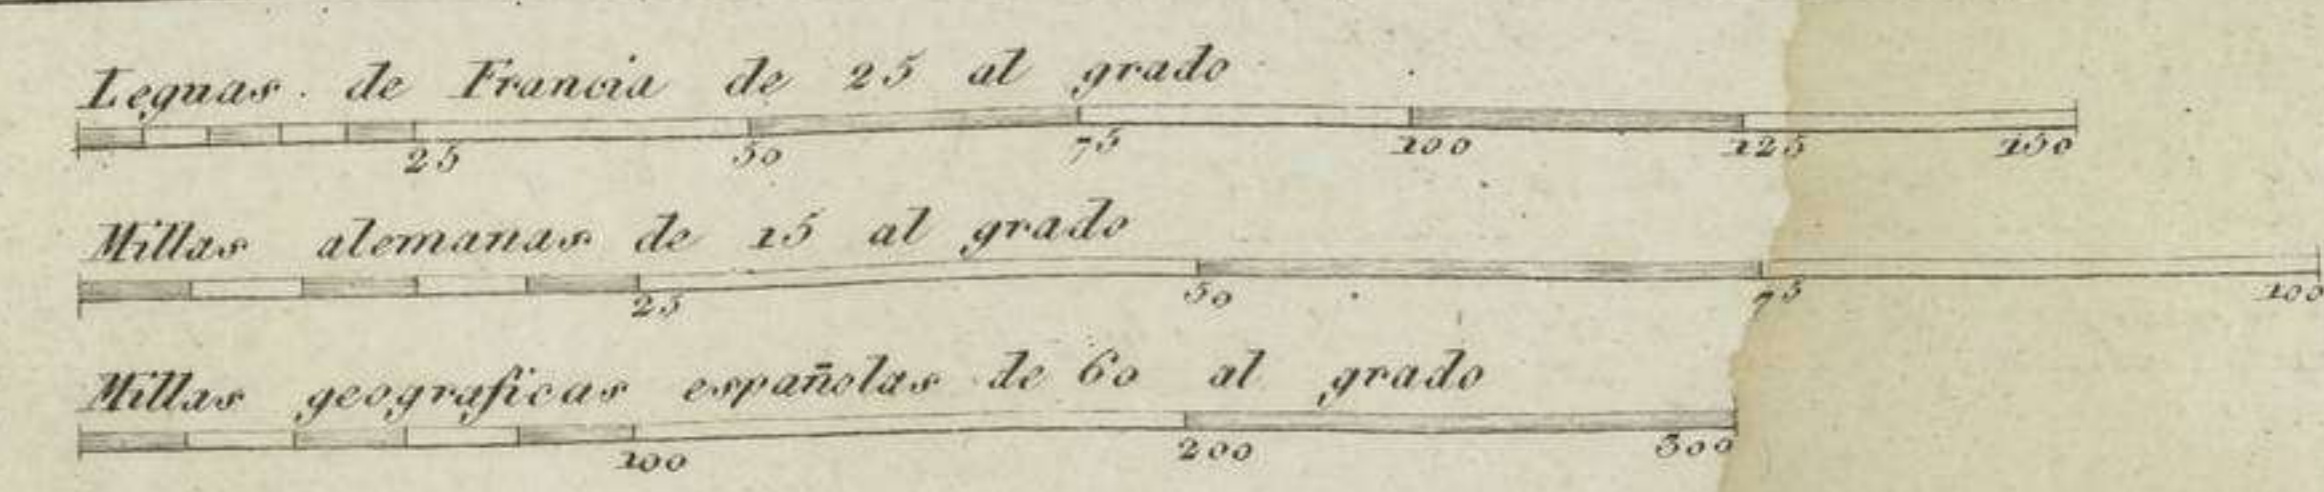 Leguas de Francia de 25 al grado
25 50 75 100 125 150
Millas alemanas de 15 al grado
25 50 75 100
Millas geograficas españolas de 60 al grado
100 200 300